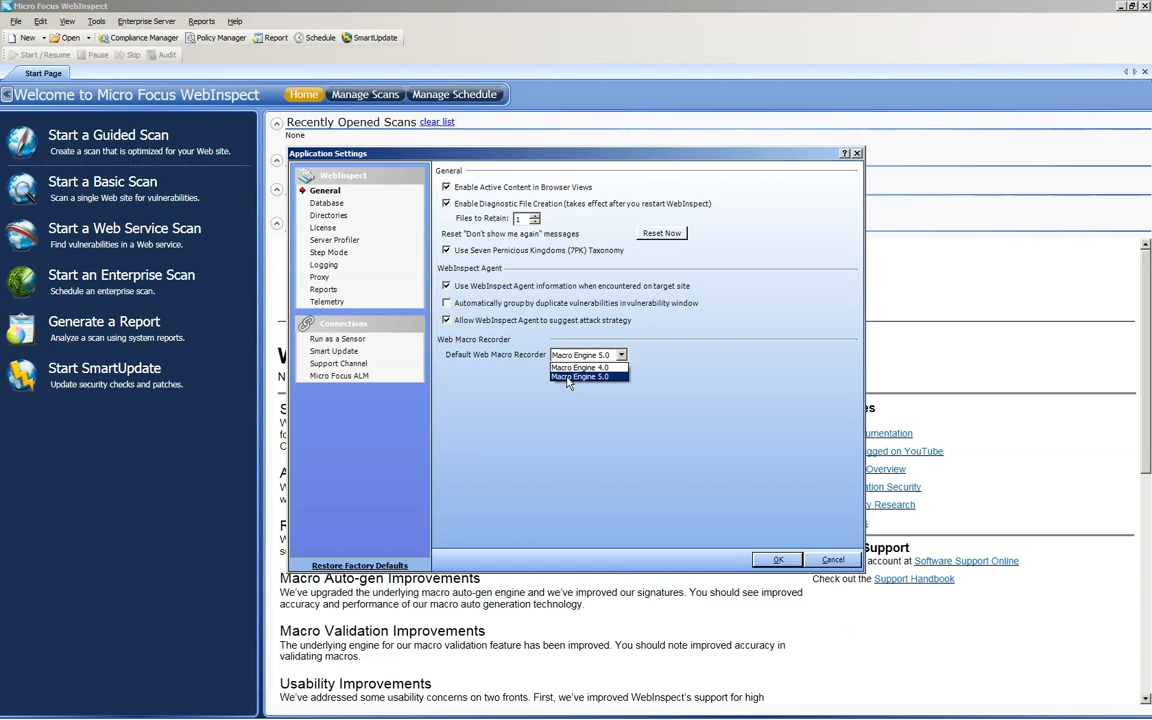 Micro Focus WebInspect
File Edit View Tools Enterprise Server Reports Help
New Open Compliance Manager Policy Manager Report Schedule SmartUpdate
Start / Resume Pause Skip Audit
Start Page
Welcome to Micro Focus WebInspect Home Manage Scans Manage Schedule
Start a Guided Scan
Create a scan that is optimized for your Web site.
Start a Basic Scan
Scan a single Web site for vulnerabilities.
Start a Web Service Scan
Find vulnerabilities in a Web service.
Start an Enterprise Scan
Schedule an enterprise scan.
Generate a Report
Analyze a scan using system reports.
Start SmartUpdate
Update security checks and patches.
Recently Opened Scans clear list
None
Application Settings
WebInspect
General
Database
Directories
License
Server Profiler
Step Mode
Logging
Proxy
Reports
Telemetry
Connections
Run as a Sensor
Smart Update
Support Channel
Micro Focus ALM
Restore Factory Defaults
General
Enable Active Content in Browser Views
Enable Diagnostic File Creation (takes effect after you restart WebInspect)
Files to Retain: 1
Reset "Don't show me again" messages Reset Now
Use Seven Pernicious Kingdoms (7PK) Taxonomy
WebInspect Agent
Use WebInspect Agent information when encountered on target site
Automatically group by duplicate vulnerabilities in vulnerability window
Allow WebInspect Agent to suggest attack strategy
Web Macro Recorder
Default Web Macro Recorder Macro Engine 5.0
Macro Engine 4.0
Macro Engine 5.0
OK Cancel
es
umentation
gged on YouTube
Overview
tion Security
y Research
s
upport
account at Software Support Online
Check out the Support Handbook
Macro Auto-gen Improvements
We've upgraded the underlying macro auto-gen engine and we've improved our signatures. You should see improved
accuracy and performance of our macro auto generation technology.
Macro Validation Improvements
The underlying engine for our macro validation feature has been improved. You should note improved accuracy in
validating macros.
Usability Improvements
We've addressed some usability concerns on two fronts. First, we've improved WebInspect's support for high